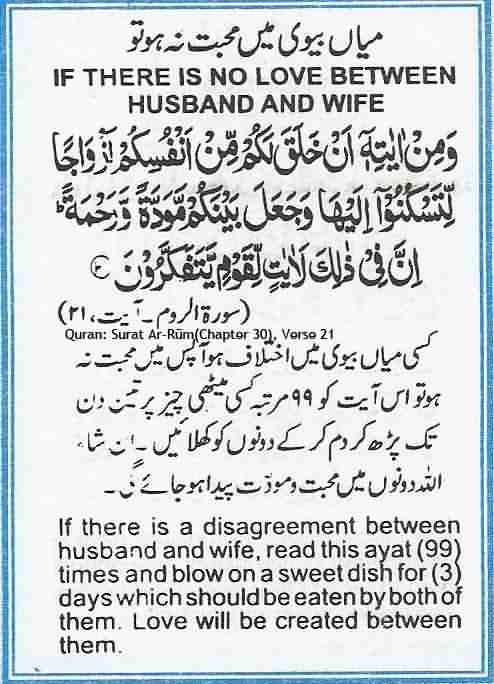 میاں بیوی میں محبت نہ ہو تو
IF THERE IS NO LOVE BETWEEN
HUSBAND AND WIFE
وَمِنْ اٰيٰتِهٖٓ اَنْ خَلَقَ لَكُمْ مِّنْ اَنْفُسِكُمْ اَزْوَاجًا
لِّتَسْكُنُوْٓا اِلَيْهَا وَجَعَلَ بَيْنَكُمْ مَّوَدَّةً وَّرَحْمَةً ؕ
اِنَّ فِيْ ذٰلِكَ لَاٰيٰتٍ لِّقَوْمٍ يَّتَفَكَّرُوْنَ
(سورۃ الروم ۔ آیت، ۲۱)
Quran: Surat Ar-Rūm(Chapter 30), Verse 21
کسی میاں بیوی میں اختلاف ہو آپس میں محبت نہ
ہو تو اس آیت کو ۹۹ مرتبہ کسی میٹھی چیز پر تین دن
تک پڑھ کر دم کر کے دونوں کو کھلائیں ۔ ان شاء
اللہ دونوں میں محبت و مودّت پیدا ہو جائے گی ۔
If there is a disagreement between
husband and wife, read this ayat (99)
times and blow on a sweet dish for (3)
days which should be eaten by both of
them. Love will be created between
them.